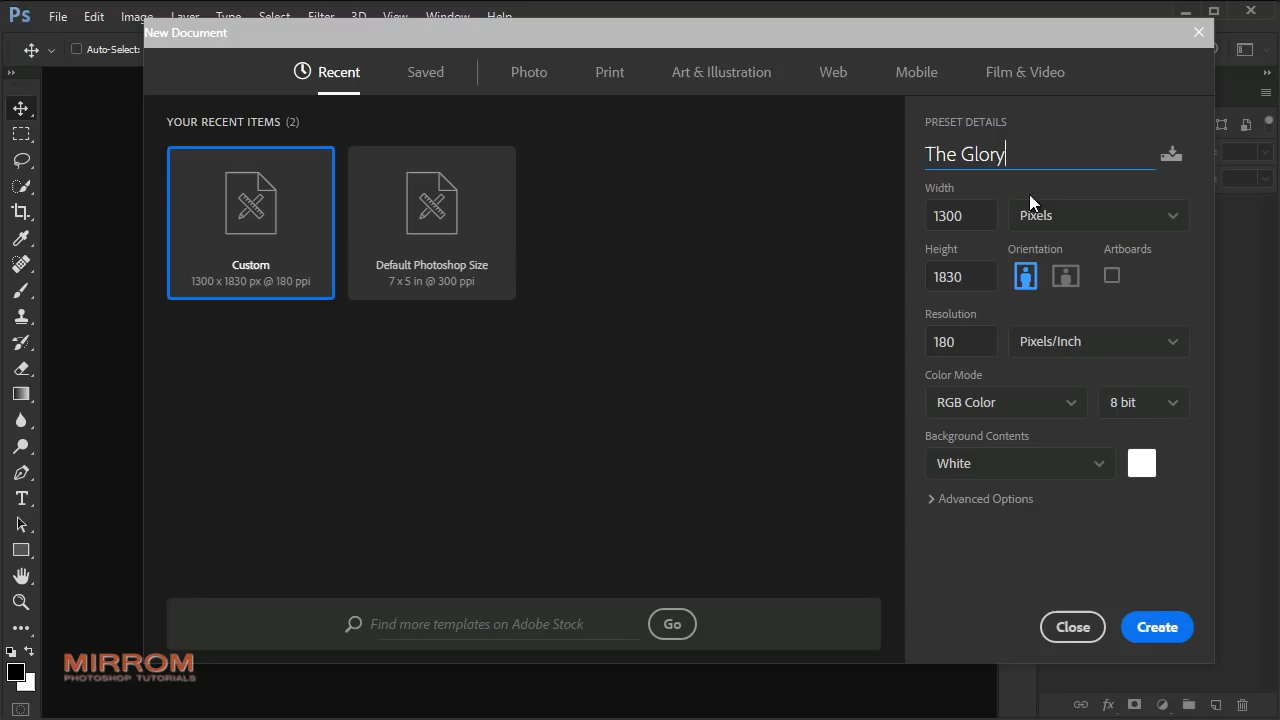 Ps File Edit Image Layer Type Select Filter 3D View Window Help
New Document
Auto-Select:
Recent Saved Photo Print Art & Illustration Web Mobile Film & Video
YOUR RECENT ITEMS (2)
Custom
1300 x 1830 px @ 180 ppi
Default Photoshop Size
7 x 5 in @ 300 ppi
PRESET DETAILS
The Glory
Width
1300 Pixels
Height Orientation Artboards
1830
Resolution
180 Pixels/Inch
Color Mode
RGB Color 8 bit
Background Contents
White
Advanced Options
Find more templates on Adobe Stock Go
Close Create
MIRROM
PHOTOSHOP TUTORIALS
fx